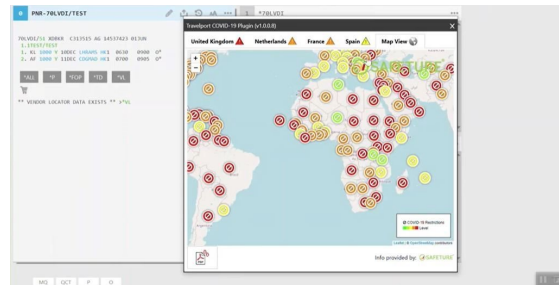 PNR-70LVDI/TEST
1 *70LVDI
70LVDI/51 XDBER C313515 AG 14537423 01JUN
1.1TEST/TEST
1. KL 1000 Y 10DEC LHRAMS HK1 0630 0900 O*
2. AF 1000 Y 11DEC CDGMAD HK1 0700 0905 O*
*ALL *P *FOP *TD *VL
** VENDOR LOCATOR DATA EXISTS ** >*VL
Travelport COVID-19 Plugin (v1.0.0.8) X
United Kingdom Netherlands France Spain Map View
+
-
SAFETURE
COVID-19 Restrictions
Level
Leaflet | © OpenStreetMap contributors
Info provided by: SAFETURE
MQ QCT P O